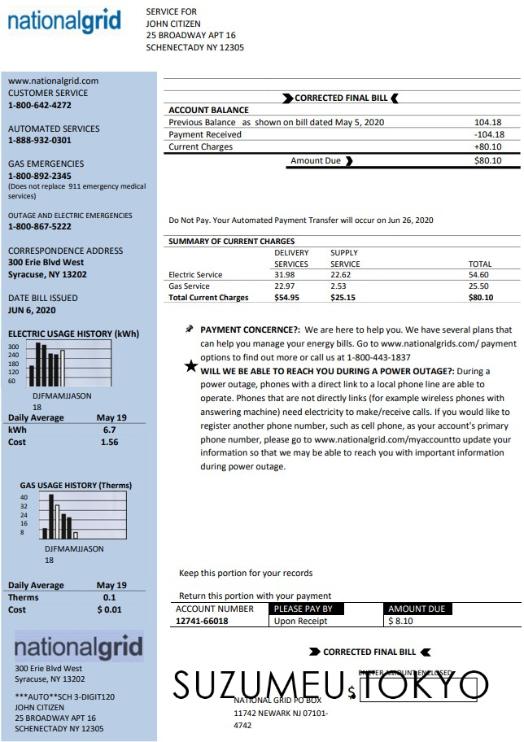 nationalgrid
SERVICE FOR
JOHN CITIZEN
25 BROADWAY APT 16
SCHENECTADY NY 12305
www.nationalgrid.com
CUSTOMER SERVICE
1-800-642-4272
AUTOMATED SERVICES
1-888-932-0301
GAS EMERGENCIES
1-800-892-2345
(Does not replace 911 emergency medical
services)
OUTAGE AND ELECTRIC EMERGENCIES
1-800-867-5222
CORRESPONDENCE ADDRESS
300 Erie Blvd West
Syracuse, NY 13202
DATE BILL ISSUED
JUN 6, 2020
ELECTRIC USAGE HISTORY (kWh)
300
240
180
120
60
DJFMAMJJASON
18
Daily Average May 19
kWh 6.7
Cost 1.56
GAS USAGE HISTORY (Therms)
40
32
24
16
8
DJFMAMJJASON
18
Daily Average May 19
Therms 0.1
Cost $ 0.01
nationalgrid
300 Erie Blvd West
Syracuse, NY 13202
***AUTO**SCH 3-DIGIT120
JOHN CITIZEN
25 BROADWAY APT 16
SCHENECTADY NY 12305
CORRECTED FINAL BILL
ACCOUNT BALANCE
Previous Balance as shown on bill dated May 5, 2020 104.18
Payment Received -104.18
Current Charges +80.10
Amount Due $80.10
Do Not Pay. Your Automated Payment Transfer will occur on Jun 26, 2020
SUMMARY OF CURRENT CHARGES
DELIVERY SUPPLY
SERVICES SERVICE TOTAL
Electric Service 31.98 22.62 54.60
Gas Service 22.97 2.53 25.50
Total Current Charges $54.95 $25.15 $80.10
PAYMENT CONCERNCE?: We are here to help you. We have several plans that
can help you manage your energy bills. Go to www.nationalgrids.com/ payment
options to find out more or call us at 1-800-443-1837
WILL WE BE ABLE TO REACH YOU DURING A POWER OUTAGE?: During a
power outage, phones with a direct link to a local phone line are able to
operate. Phones that are not directly links (for example wireless phones with
answering machine) need electricity to make/receive calls. If you would like to
register another phone number, such as cell phone, as your account's primary
phone number, please go to www.nationalgrid.com/myaccountto update your
information so that we may be able to reach you with important information
during power outage.
Keep this portion for your records
Return this portion with your payment
ACCOUNT NUMBER PLEASE PAY BY AMOUNT DUE
12741-66018 Upon Receipt $ 8.10
CORRECTED FINAL BILL
ENTER AMOUNT ENCLOSED
$
SUZUMEU TOKYO
NATIONAL GRID PO BOX
11742 NEWARK NJ 07101-
4742